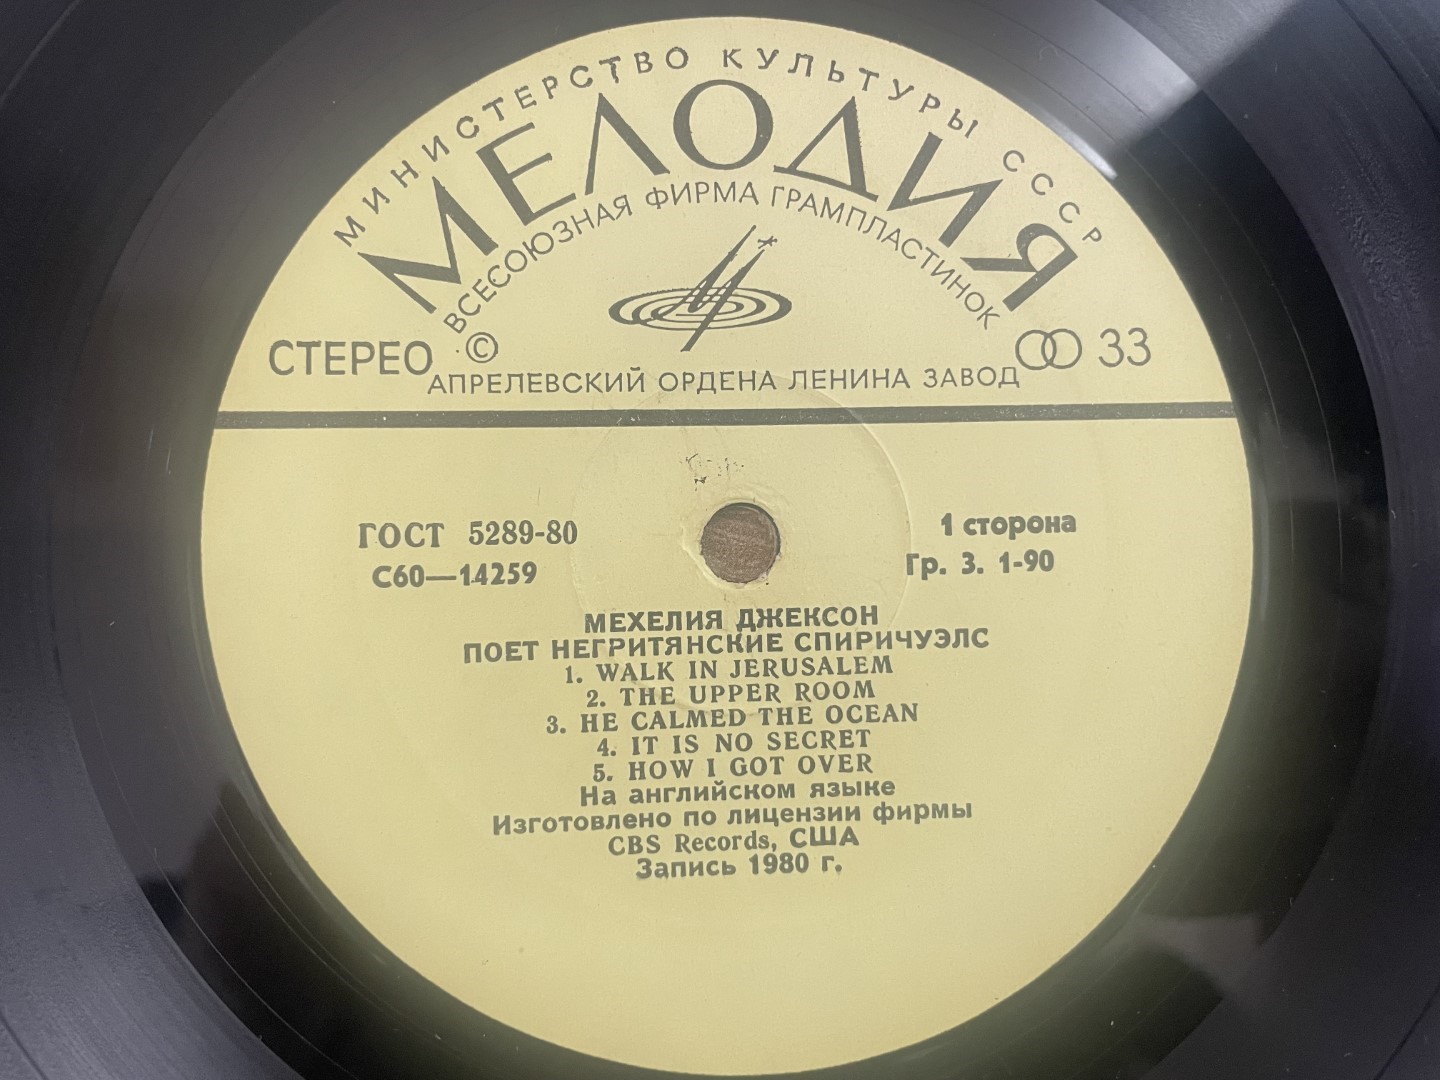 МИНИСТЕРСТВО КУЛЬТУРЫ СССР
МЕЛОДИЯ
ВСЕСОЮЗНАЯ ФИРМА ГРАМПЛАСТИНОК
СТЕРЕО © 33
АПРЕЛЕВСКИЙ ОРДЕНА ЛЕНИНА ЗАВОД
ГОСТ 5289-80 1 сторона
С60—14259 Гр. 3. 1-90
МЕХЕЛИЯ ДЖЕКСОН
ПОЕТ НЕГРИТЯНСКИЕ СПИРИЧУЭЛС
1. WALK IN JERUSALEM
2. THE UPPER ROOM
3. HE CALMED THE OCEAN
4. IT IS NO SECRET
5. HOW I GOT OVER
На английском языке
Изготовлено по лицензии фирмы
CBS Records, США
Запись 1980 г.